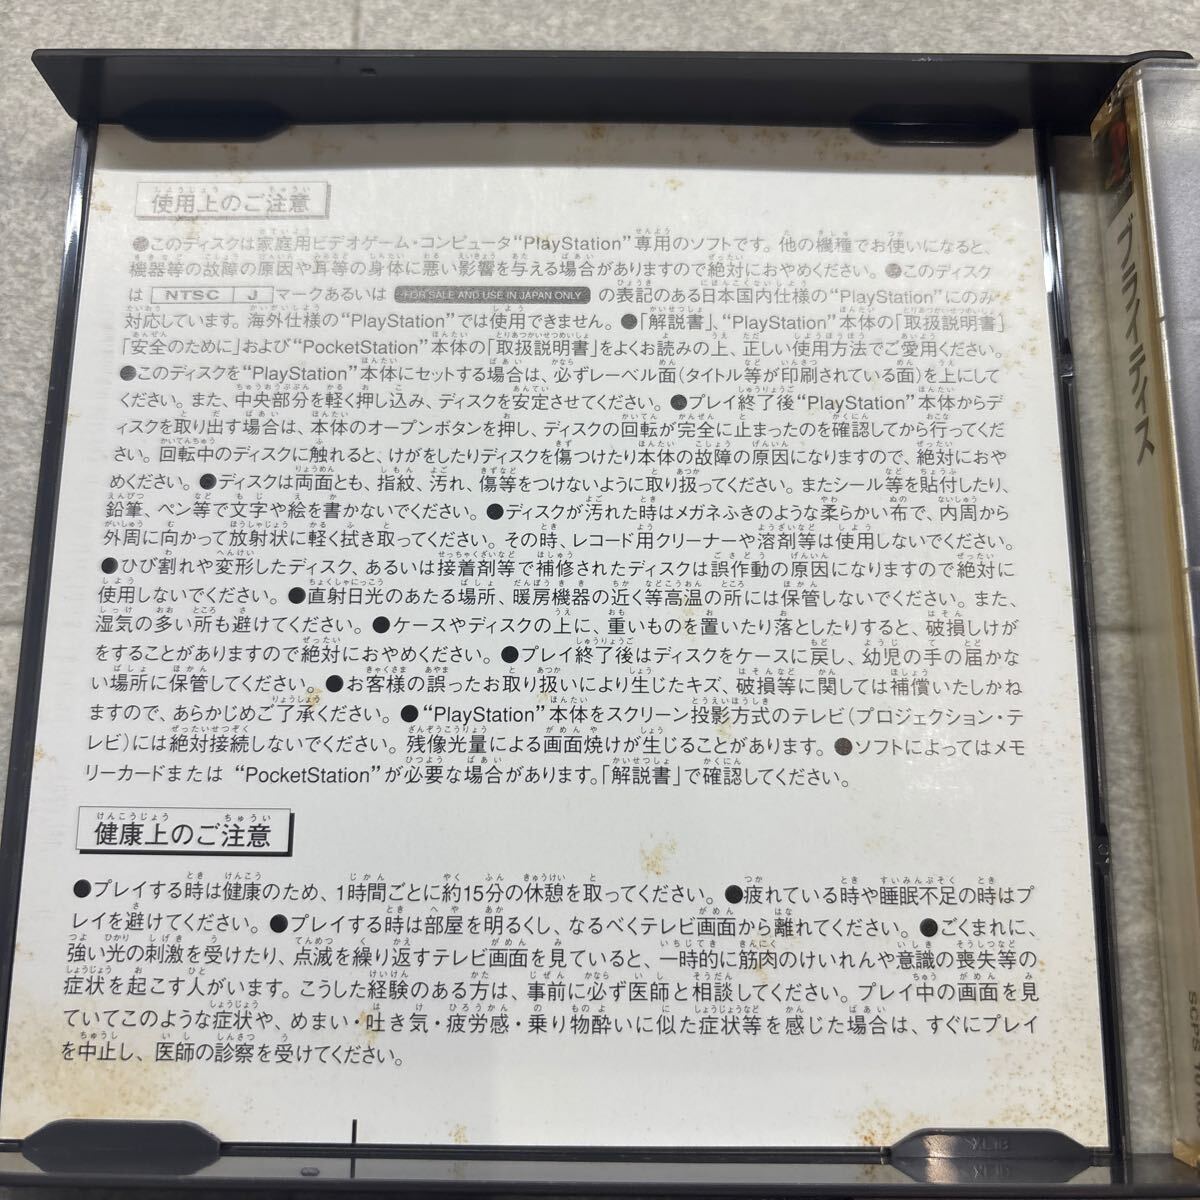 使用上のご注意
●このディスクは家庭用ビデオゲーム・コンピュータ“PlayStation”専用のソフトです。他の機種でお使いになると、
機器等の故障の原因や耳等の身体に悪い影響を与える場合がありますので絶対におやめください。●このディスク
は NTSC J マークあるいは FOR SALE AND USE IN JAPAN ONLY の表記のある日本国内仕様の“PlayStation”にのみ
対応しています。海外仕様の“PlayStation”では使用できません。●「解説書」、“PlayStation”本体の「取扱説明書」
「安全のために」および“PocketStation”本体の「取扱説明書」をよくお読みの上、正しい使用方法でご愛用ください。
●このディスクを“PlayStation”本体にセットする場合は、必ずレーベル面（タイトル等が印刷されている面）を上にして
ください。また、中央部分を軽く押し込み、ディスクを安定させてください。●プレイ終了後“PlayStation”本体からデ
ィスクを取り出す場合は、本体のオープンボタンを押し、ディスクの回転が完全に止まったのを確認してから行ってくだ
さい。回転中のディスクに触れると、けがをしたりディスクを傷つけたり本体の故障の原因になりますので、絶対におや
めください。●ディスクは両面とも、指紋、汚れ、傷等をつけないように取り扱ってください。またシール等を貼付したり、
鉛筆、ペン等で文字や絵を書かないでください。●ディスクが汚れた時はメガネふきのような柔らかい布で、内周から
外周に向かって放射状に軽く拭き取ってください。その時、レコード用クリーナーや溶剤等は使用しないでください。
●ひび割れや変形したディスク、あるいは接着剤等で補修されたディスクは誤作動の原因になりますので絶対に
使用しないでください。●直射日光のあたる場所、暖房機器の近く等高温の所には保管しないでください。また、
湿気の多い所も避けてください。●ケースやディスクの上に、重いものを置いたり落としたりすると、破損しけが
をすることがありますので絶対におやめください。●プレイ終了後はディスクをケースに戻し、幼児の手の届かな
い場所に保管してください。●お客様の誤ったお取り扱いにより生じたキズ、破損等に関しては補償いたしかね
ますので、あらかじめご了承ください。●“PlayStation”本体をスクリーン投影方式のテレビ（プロジェクション・テ
レビ）には絶対接続しないでください。残像光量による画面焼けが生じることがあります。●ソフトによってはメモ
リーカードまたは“PocketStation”が必要な場合があります。「解説書」で確認してください。
健康上のご注意
●プレイする時は健康のため、1時間ごとに約15分の休憩を取ってください。●疲れている時や睡眠不足の時はプ
レイを避けてください。●プレイする時は部屋を明るくし、なるべくテレビ画面から離れてください。●ごくまれに、
強い光の刺激を受けたり、点滅を繰り返すテレビ画面を見ていると、一時的に筋肉のけいれんや意識の喪失等の
症状を起こす人がいます。こうした経験のある方は、事前に必ず医師と相談してください。プレイ中の画面を見
ていてこのような症状や、めまい・吐き気・疲労感・乗り物酔いに似た症状等を感じた場合は、すぐにプレイ
を中止し、医師の診察を受けてください。
ブライティス